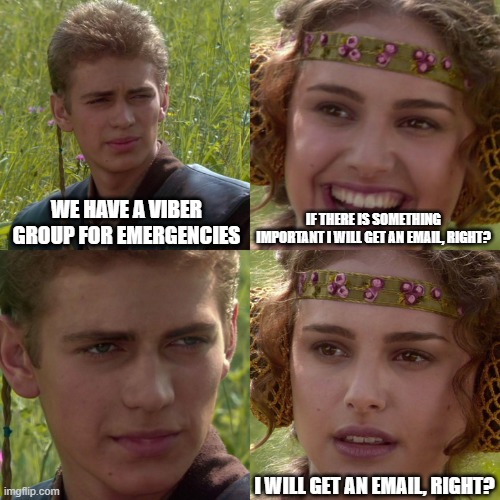 WE HAVE A VIBER
GROUP FOR EMERGENCIES
IF THERE IS SOMETHING
IMPORTANT I WILL GET AN EMAIL, RIGHT?
I WILL GET AN EMAIL, RIGHT?
imgflip.com